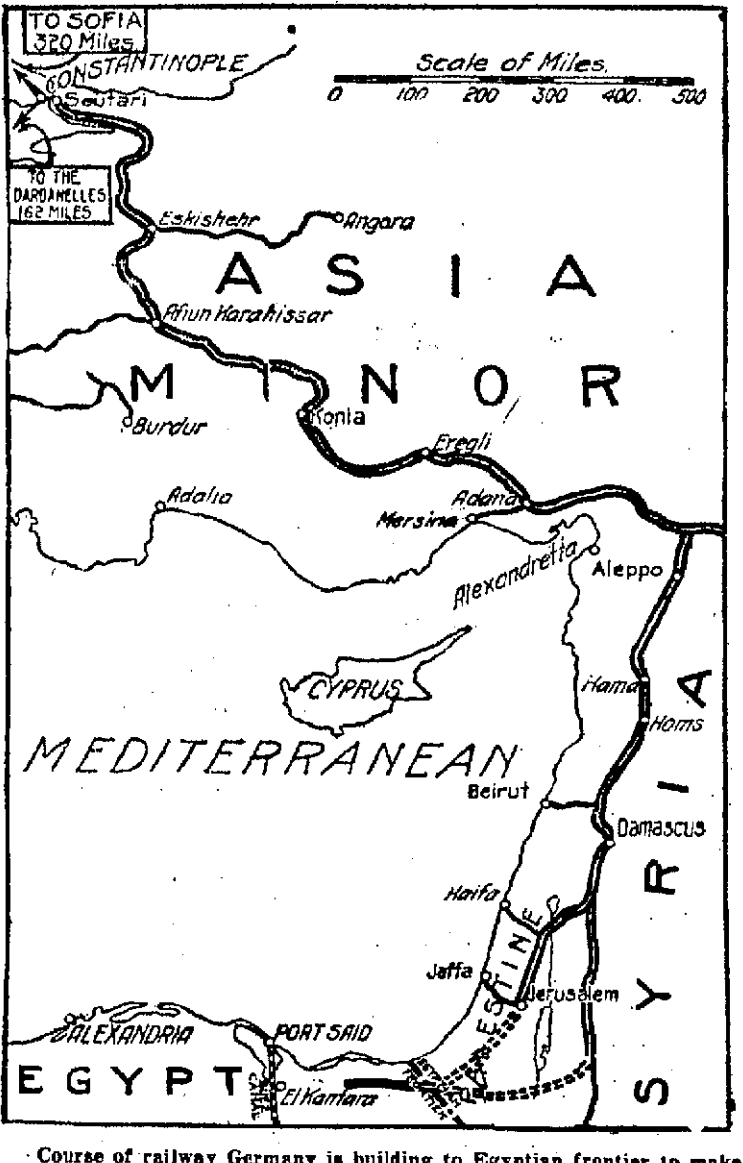 TO SOFIA
320 Miles
CONSTANTINOPLE
Scutari
Scale of Miles.
0 100 200 300 400 500
TO THE
DARDANELLES
162 MILES
Eskishehr
Angora
ASIA
Afiun Karahissar
MINOR
Konia
Burdur
Eregli
Adalia
Adana
Mersina
Alexandretta
Aleppo
CYPRUS
Hama
Homs
MEDITERRANEAN
Beirut
Damascus
SYRIA
Haifa
PALESTINE
Jaffa
Jerusalem
ALEXANDRIA
PORT SAID
EGYPT
CANAL
El Kantara
FRONTIER
Course of railway Germany is building to Egyptian frontier to make